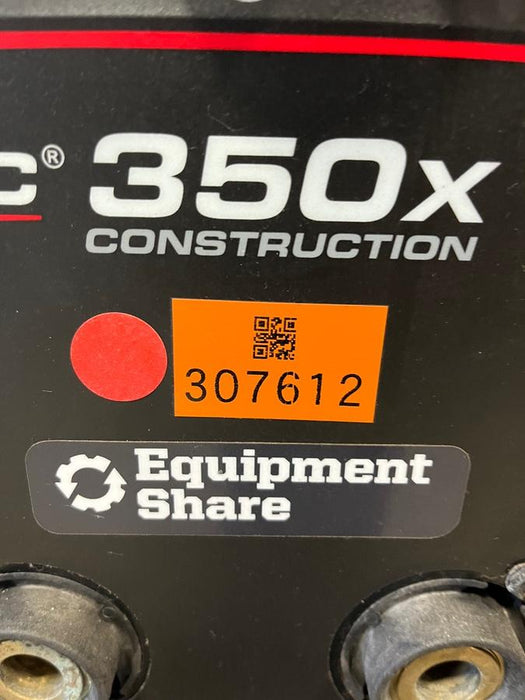 C® 350X
CONSTRUCTION
307612
Equipment
Share